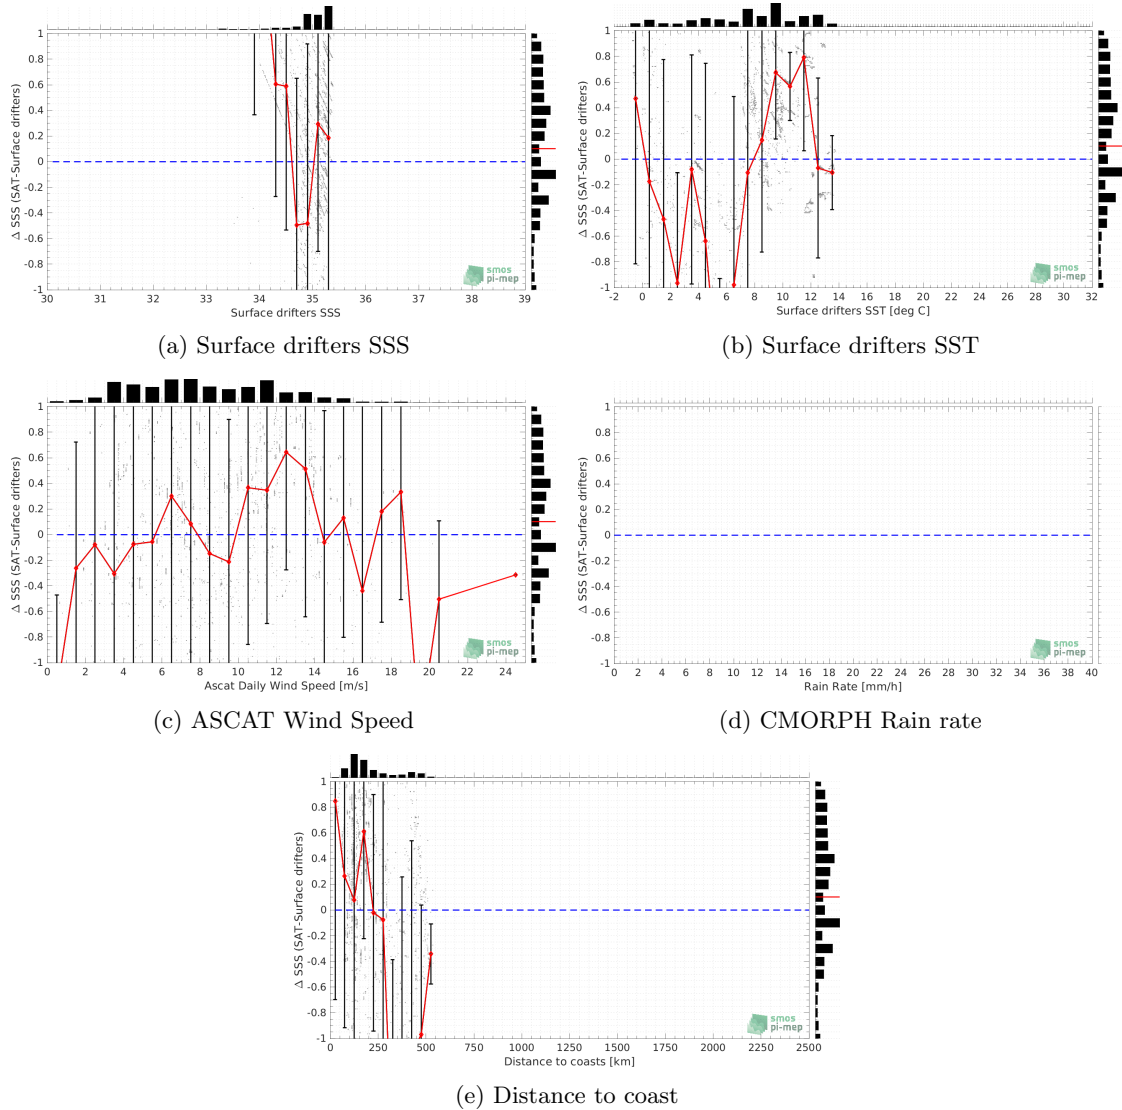 1
0.8
0.6
0.4
0.2
0
-0.2
-0.4
-0.6
-0.8
-1
Δ SSS (SAT-Surface drifters)
30 31 32 33 34 35 36 37 38 39
Surface drifters SSS
smos
pi-mep
(a) Surface drifters SSS
1
0.8
0.6
0.4
0.2
0
-0.2
-0.4
-0.6
-0.8
-1
Δ SSS (SAT-Surface drifters)
-2 0 2 4 6 8 10 12 14 16 18 20 22 24 26 28 30 32
Surface drifters SST [deg C]
smos
pi-mep
(b) Surface drifters SST
1
0.8
0.6
0.4
0.2
0
-0.2
-0.4
-0.6
-0.8
-1
Δ SSS (SAT-Surface drifters)
0 2 4 6 8 10 12 14 16 18 20 22 24
Ascat Daily Wind Speed [m/s]
smos
pi-mep
(c) ASCAT Wind Speed
1
0.8
0.6
0.4
0.2
0
-0.2
-0.4
-0.6
-0.8
-1
Δ SSS (SAT-Surface drifters)
0 2 4 6 8 10 12 14 16 18 20 22 24 26 28 30 32 34 36 38 40
Rain Rate [mm/h]
smos
pi-mep
(d) CMORPH Rain rate
1
0.8
0.6
0.4
0.2
0
-0.2
-0.4
-0.6
-0.8
-1
Δ SSS (SAT-Surface drifters)
0 250 500 750 1000 1250 1500 1750 2000 2250 2500
Distance to coasts [km]
smos
pi-mep
(e) Distance to coast